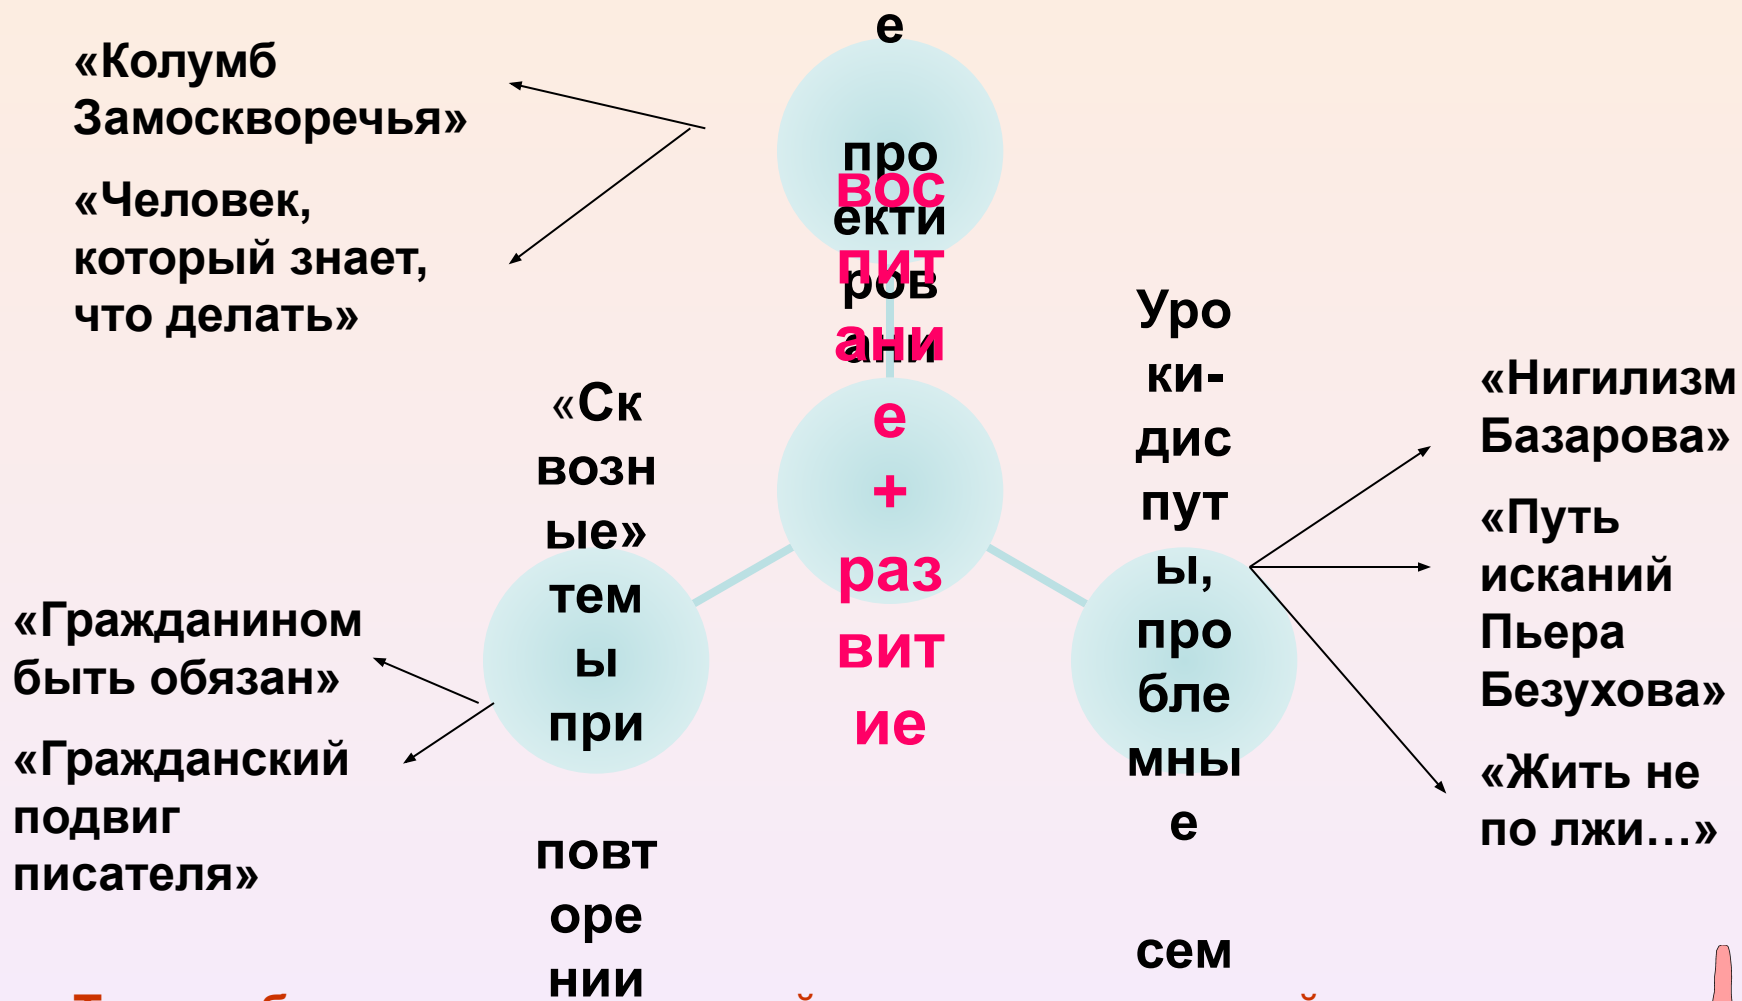 «Колумб
Замоскворечья»
«Человек,
который знает,
что делать»
е
про
екти
ров
ани
вос
пит
ани
е
+
раз
вит
ие
«Ск
возн
ые»
тем
ы
при
повт
оре
нии
Уро
ки-
дис
пут
ы,
про
бле
мны
е
сем
«Нигилизм
Базарова»
«Путь
исканий
Пьера
Безухова»
«Жить не
по лжи…»
«Гражданином
быть обязан»
«Гражданский
подвиг
писателя»